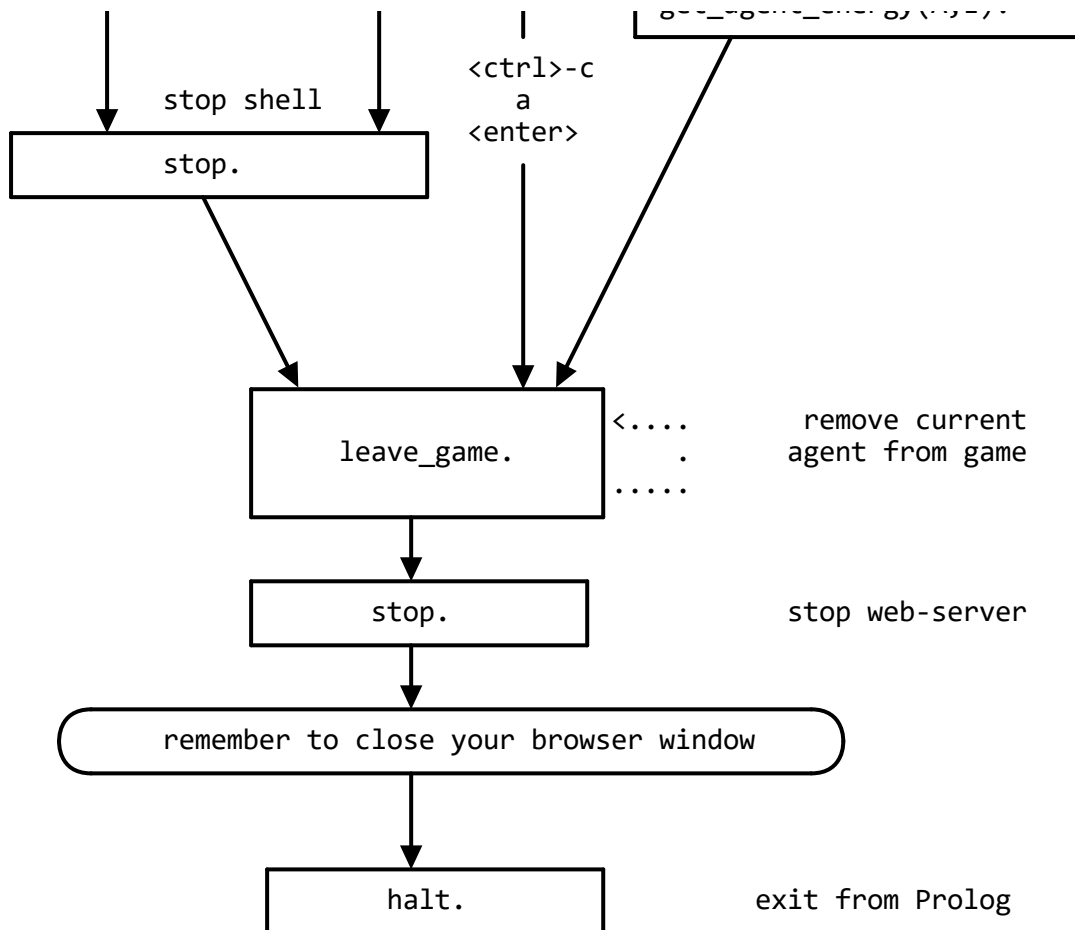 <ctrl>-c
stop shell a
<enter>
stop.
<.... remove current
leave_game. . agent from game
.....
stop. stop web-server
remember to close your browser window
halt. exit from Prolog